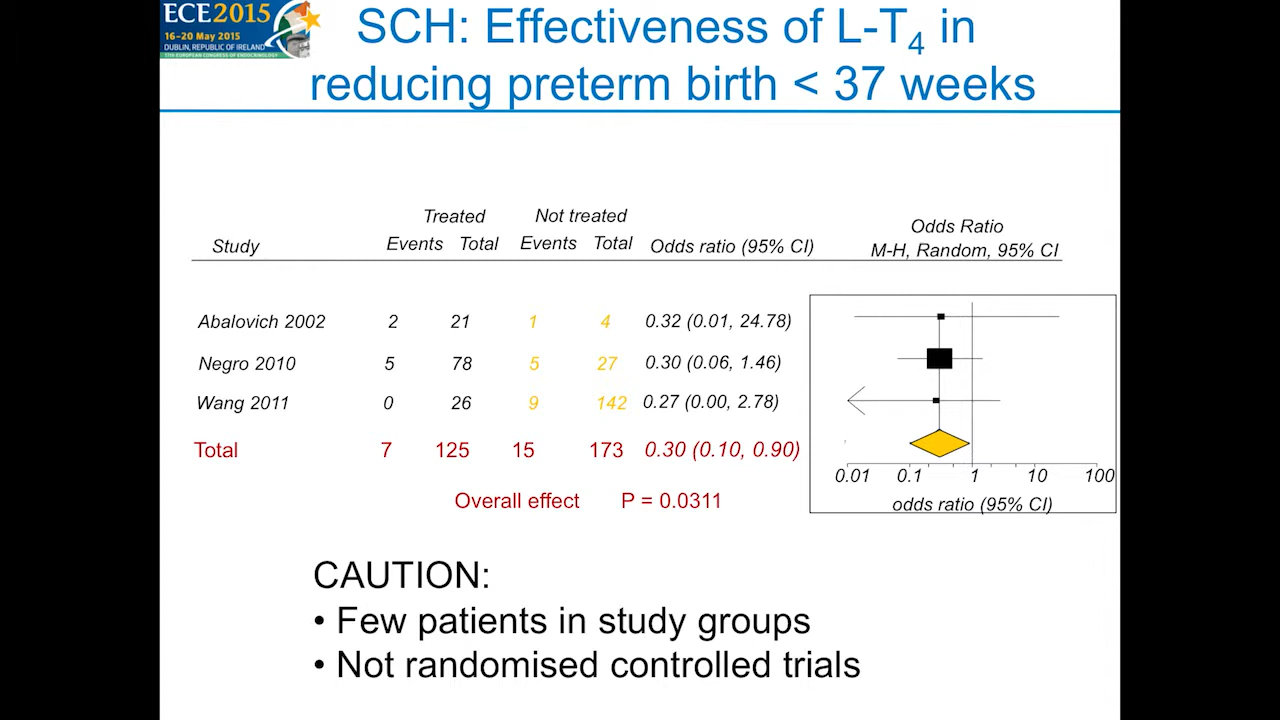 ECE2015
16-20 May 2015
DUBLIN, REPUBLIC OF IRELAND
17TH EUROPEAN CONGRESS OF ENDOCRINOLOGY
SCH: Effectiveness of L-T4 in
reducing preterm birth < 37 weeks
Treated Not treated Odds Ratio
Study Events Total Events Total Odds ratio (95% CI) M-H, Random, 95% CI
Abalovich 2002 2 21 1 4 0.32 (0.01, 24.78)
Negro 2010 5 78 5 27 0.30 (0.06, 1.46)
Wang 2011 0 26 9 142 0.27 (0.00, 2.78)
Total 7 125 15 173 0.30 (0.10, 0.90)
0.01 0.1 1 10 100
odds ratio (95% CI)
Overall effect P = 0.0311
CAUTION:
• Few patients in study groups
• Not randomised controlled trials